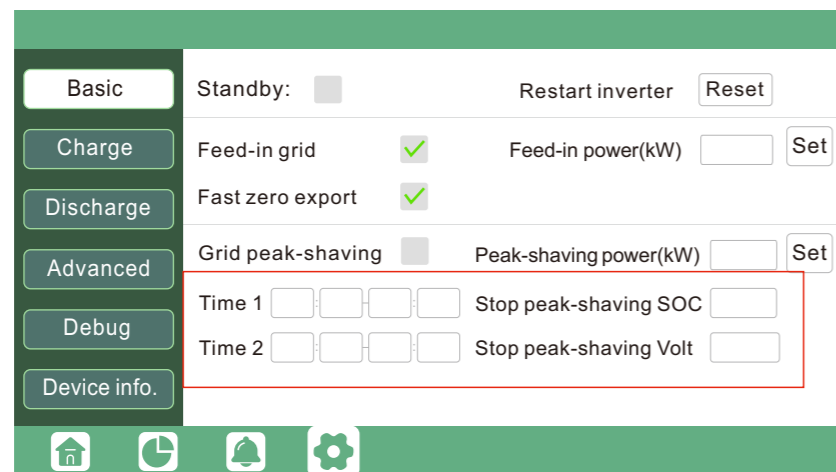 Basic
Standby:
Restart inverter
Reset
Charge
Feed-in grid
Feed-in power(kW)
Set
Discharge
Fast zero export
Advanced
Grid peak-shaving
Peak-shaving power(kW)
Set
Time 1 : - :
Stop peak-shaving SOC
Debug
Time 2 : - :
Stop peak-shaving Volt
Device info.